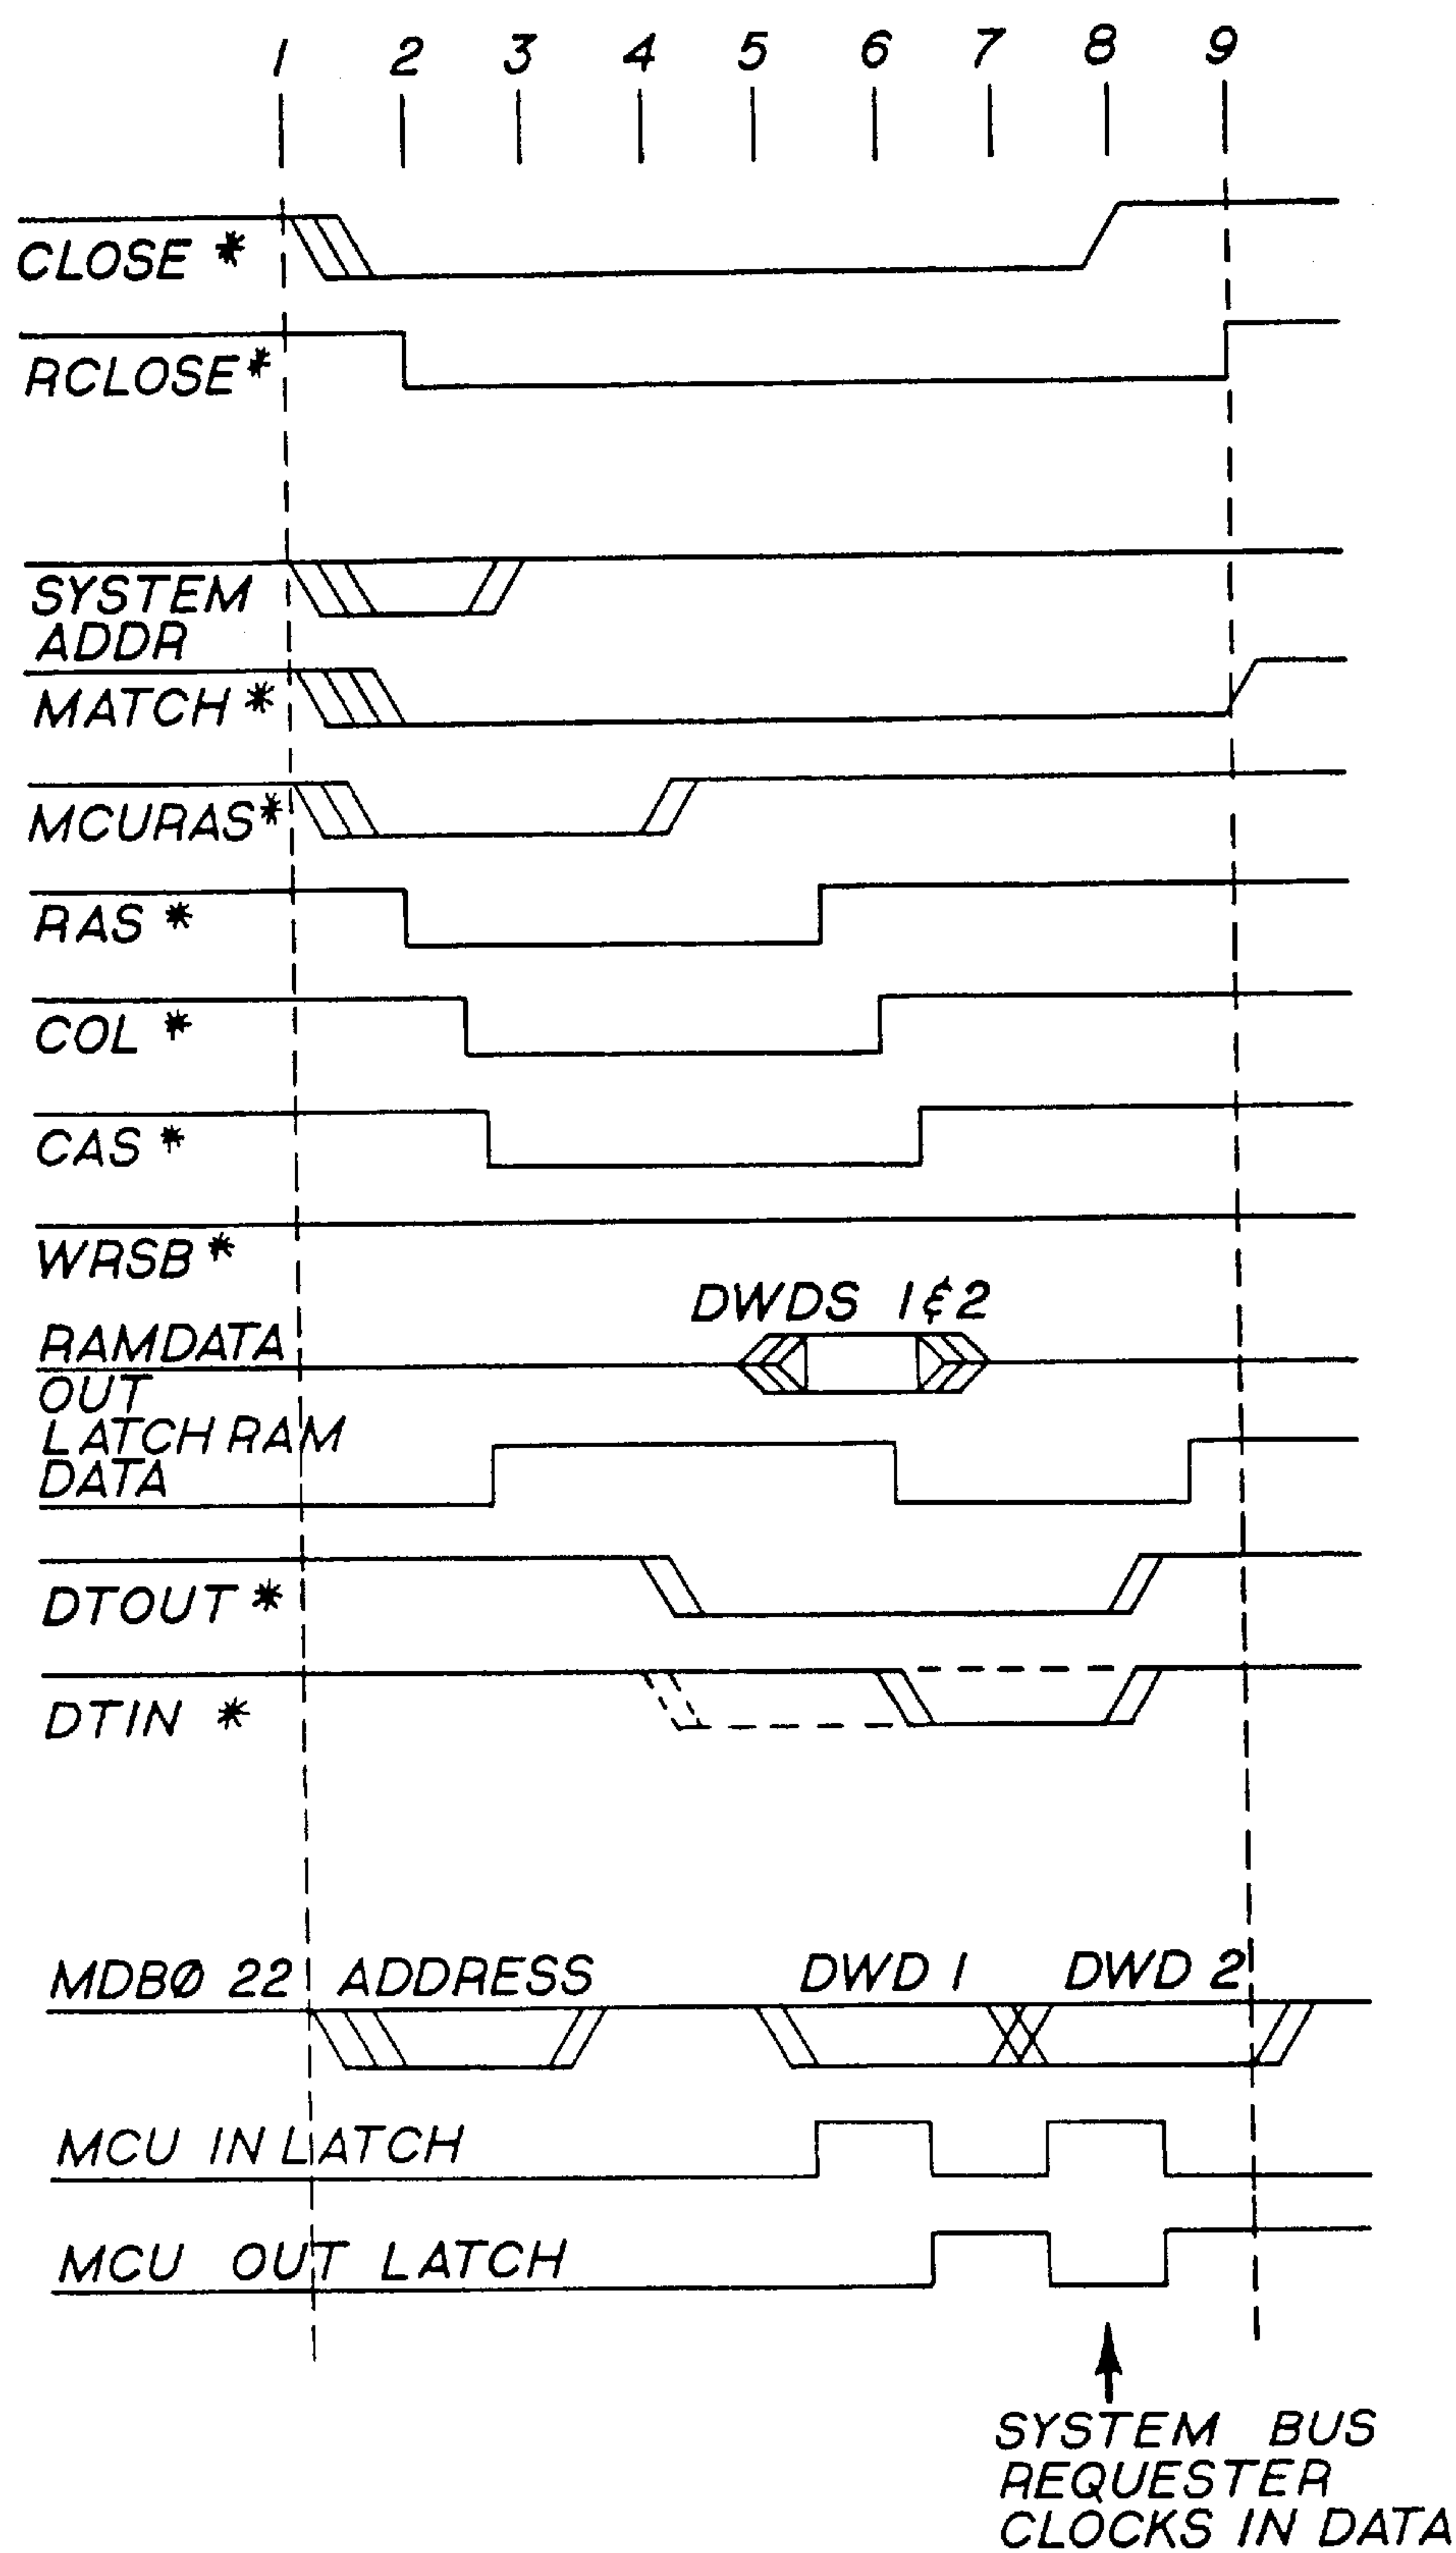 1 2 3 4 5 6 7 8 9
CLOSE *
RCLOSE*
SYSTEM
ADDR
MATCH *
MCURAS*
RAS *
COL *
CAS *
WRSB *
DWDS 1&2
RAMDATA
OUT
LATCH RAM
DATA
DTOUT *
DTIN *
MDBØ 22 ADDRESS DWD 1 DWD 2
MCU IN LATCH
MCU OUT LATCH
SYSTEM BUS
REQUESTER
CLOCKS IN DATA